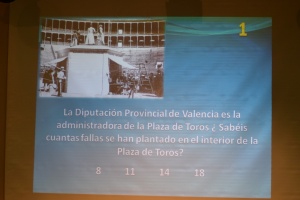 1
La Diputación Provincial de Valencia es la
administradora de la Plaza de Toros ¿ Sabéis
cuantas fallas se han plantado en el interior de la
Plaza de Toros?
8 11 14 18